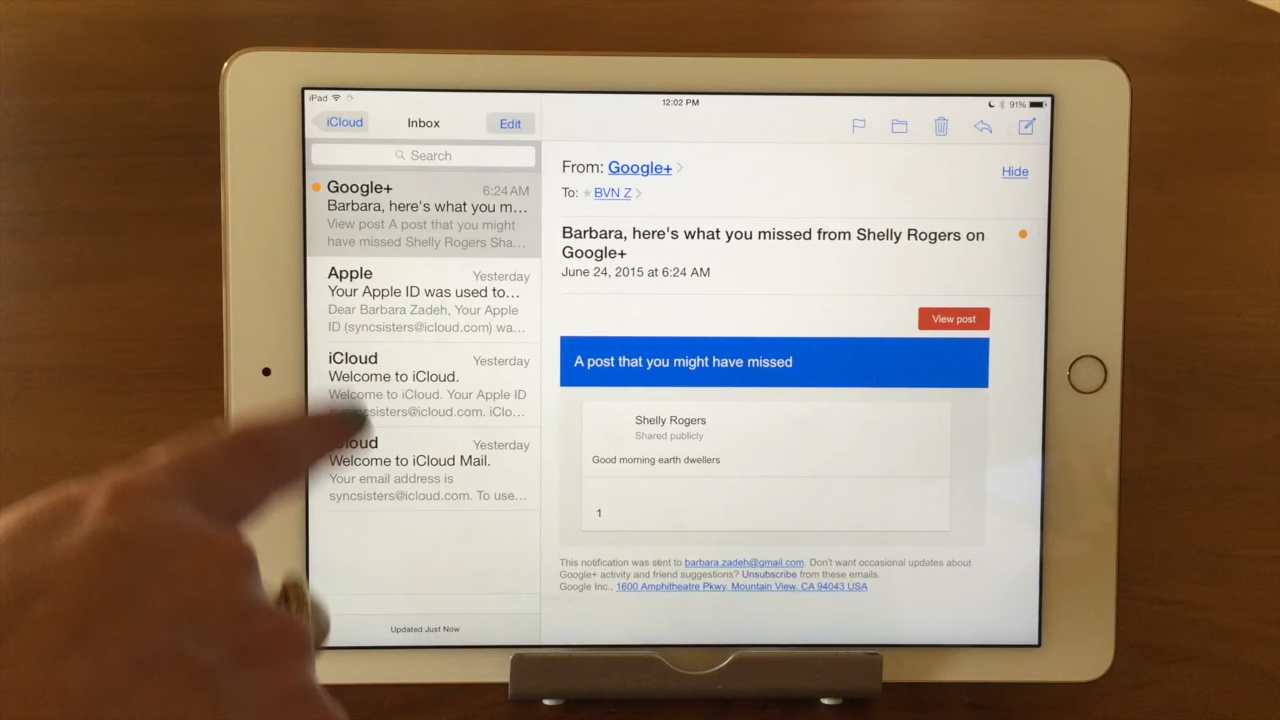 iPad
12:02 PM
91%
iCloud
Inbox
Edit
Search
Google+ 6:24 AM
Barbara, here's what you m...
View post A post that you might
have missed Shelly Rogers Sha...
Apple Yesterday
Your Apple ID was used to...
Dear Barbara Zadeh, Your Apple
ID (syncsisters@icloud.com) wa...
iCloud Yesterday
Welcome to iCloud.
Welcome to iCloud. Your Apple ID
syncsisters@icloud.com. iClo...
iCloud Yesterday
Welcome to iCloud Mail.
Your email address is
syncsisters@icloud.com. To use...
Updated Just Now
From: Google+
Hide
To: BVN Z
Barbara, here's what you missed from Shelly Rogers on
Google+
June 24, 2015 at 6:24 AM
View post
A post that you might have missed
Shelly Rogers
Shared publicly
Good morning earth dwellers
1
This notification was sent to barbara.zadeh@gmail.com. Don't want occasional updates about
Google+ activity and friend suggestions? Unsubscribe from these emails.
Google Inc., 1600 Amphitheatre Pkwy, Mountain View, CA 94043 USA